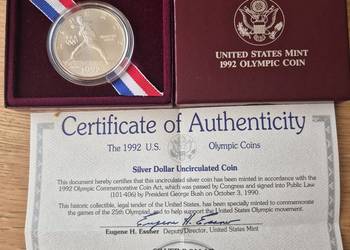 USA
1992
UNITED STATES MINT
1992 OLYMPIC COIN
Certificate of Authenticity
The 1992 U.S. Olympic Coins
Silver Dollar Uncirculated Coin
This document hereby certifies that this uncirculated silver coin has been minted in accordance with the
1992 Olympic Commemorative Coin Act, which was passed by Congress and signed into Public Law
(101-406) by President George Bush on October 3, 1990.
This historic collectible, legal tender of the United States, has been specially minted to commemorate
the games of the 25th Olympiad, and to help support the United States Olympic movement.
Eugene H. Essner
Eugene H. Essner Deputy/Director, United States Mint